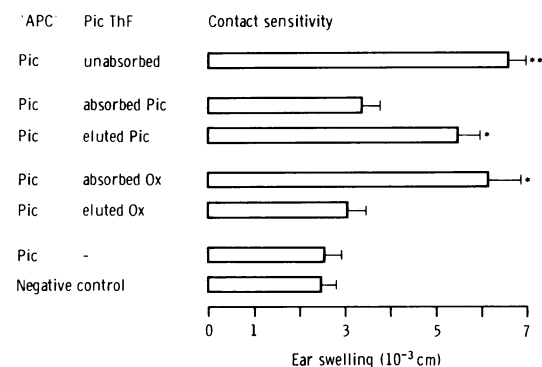 'APC' Pic ThF Contact sensitivity
Pic unabsorbed **
Pic absorbed Pic
Pic eluted Pic *
Pic absorbed Ox *
Pic eluted Ox
Pic -
Negative control
0 1 3 5 7
Ear swelling (10⁻³ cm)